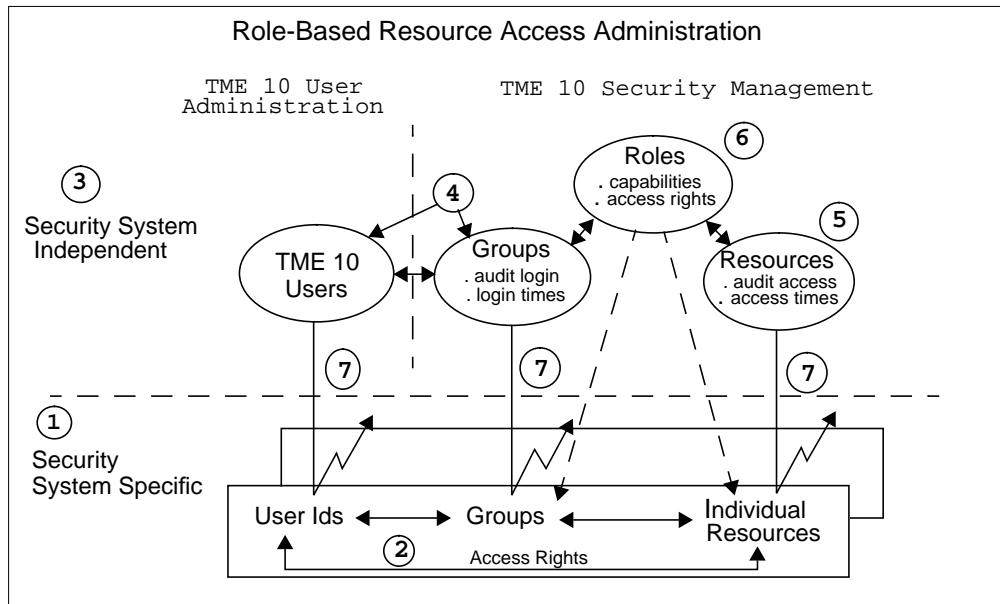 Role-Based Resource Access Administration
TME 10 User
Administration
TME 10 Security Management
6
Roles
. capabilities
. access rights
3
Security System
Independent
4
5
TME 10
Users
Groups
. audit login
. login times
Resources
. audit access
. access times
7
7
7
1
Security
System Specific
User Ids
Groups
Individual
Resources
2
Access Rights